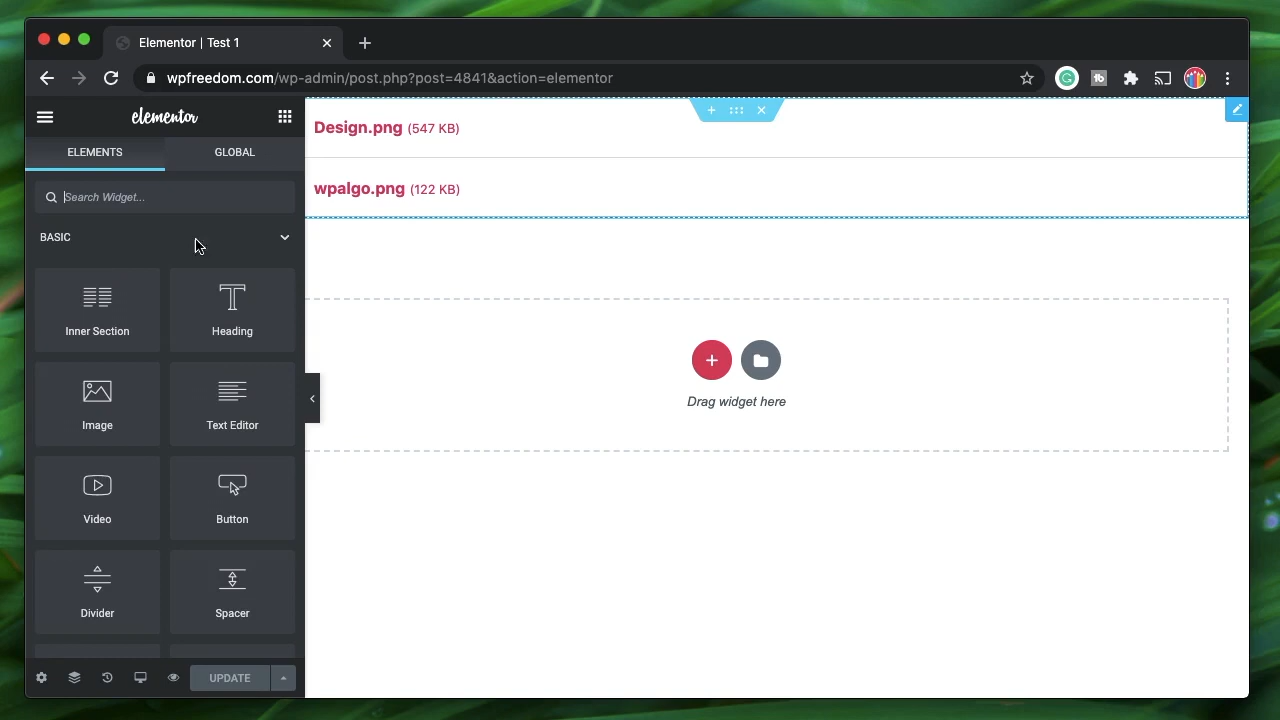 Elementor | Test 1
wpfreedom.com/wp-admin/post.php?post=4841&action=elementor
elementor
ELEMENTS GLOBAL
Search Widget...
BASIC
Inner Section Heading
Image Text Editor
Video Button
Divider Spacer
UPDATE
Design.png (547 KB)
wpalgo.png (122 KB)
Drag widget here